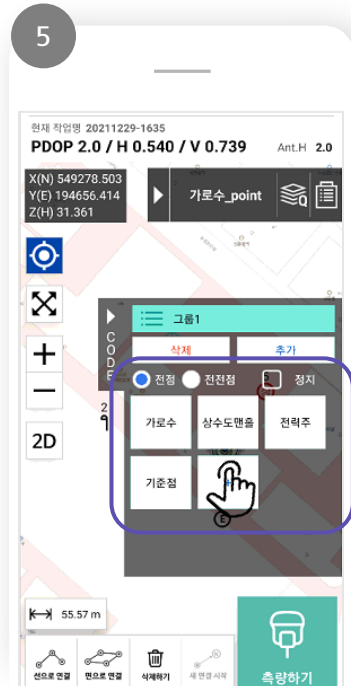 5
현재 작업명 20211229-1635
PDOP 2.0 / H 0.540 / V 0.739 Ant.H 2.0
X(N) 549278.503
Y(E) 194656.414
Z(H) 31.361
가로수_point
CODE
그룹1
삭제 추가
전점 전전점 정지
가로수 상수도맨홀 전력주
기준점
2D
E
55.57 m
선으로 연결 면으로 연결 삭제하기 새 연결 시작
측량하기